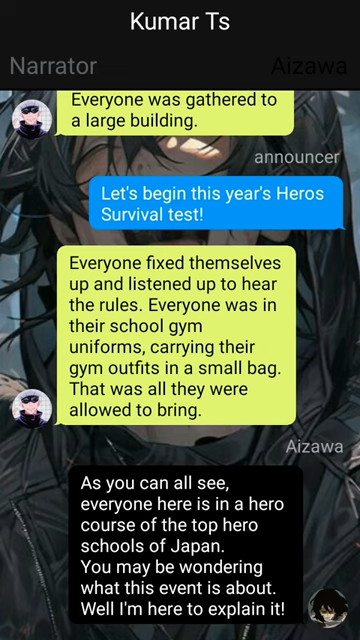 Kumar Ts
Narrator
Aizawa
Everyone was gathered to
a large building.
announcer
Let's begin this year's Heros
Survival test!
Everyone fixed themselves
up and listened up to hear
the rules. Everyone was in
their school gym
uniforms, carrying their
gym outfits in a small bag.
That was all they were
allowed to bring.
Aizawa
As you can all see,
everyone here is in a hero
course of the top hero
schools of Japan.
You may be wondering
what this event is about.
Well I'm here to explain it!